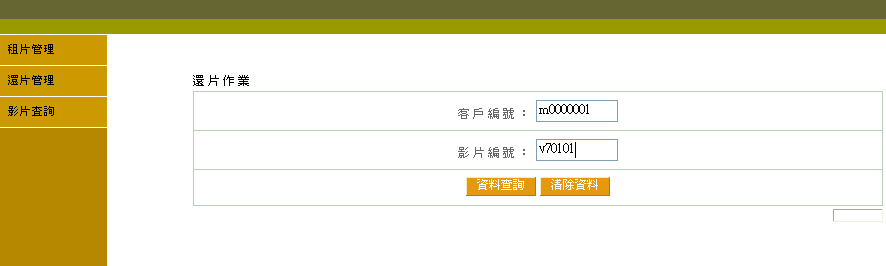 租片管理
還片管理
影片查詢
還片作業
客戶編號： m0000001
影片編號： v70101
資料查詢 清除資料